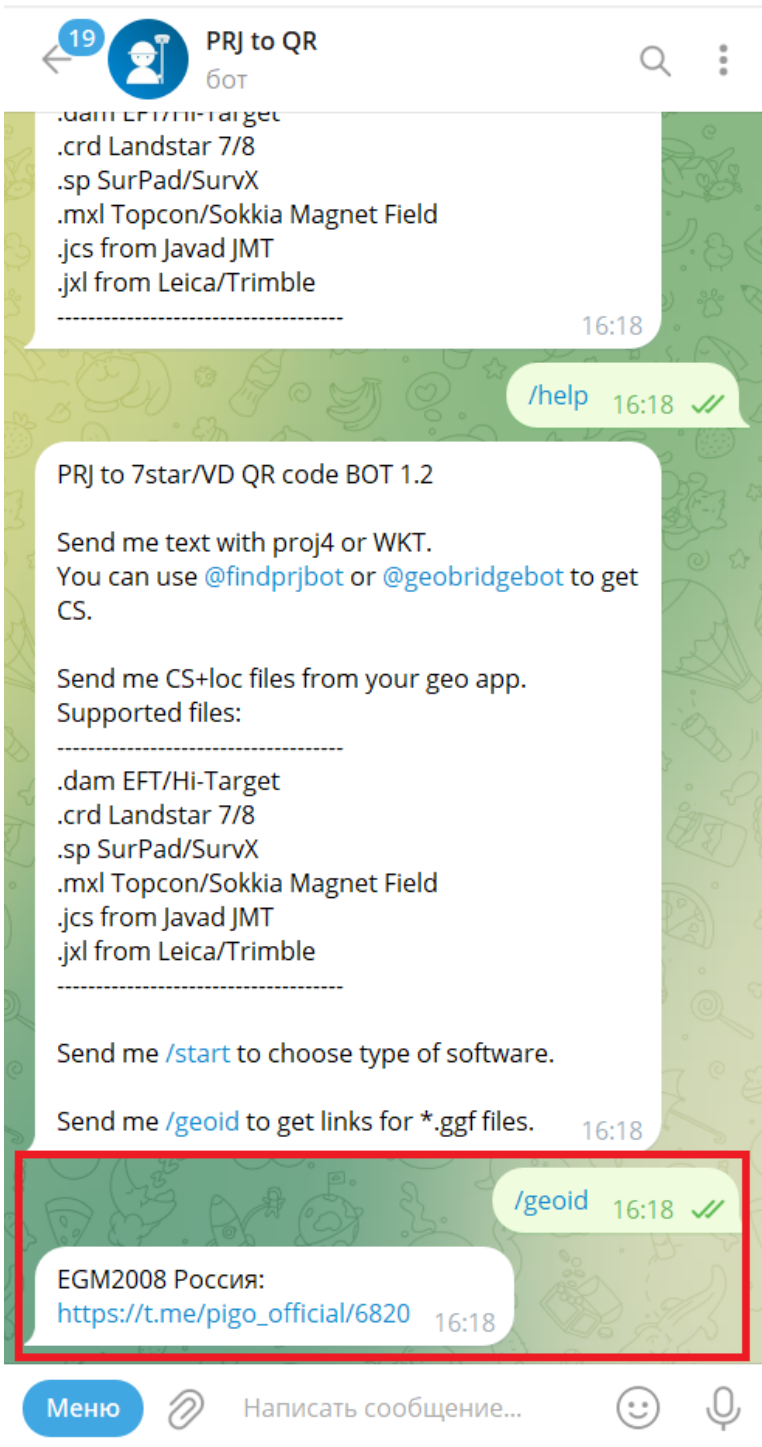 19
PRJ to QR
бот
.dam EFT/Hi-Target
.crd Landstar 7/8
.sp SurPad/SurvX
.mxl Topcon/Sokkia Magnet Field
.jcs from Javad JMT
.jxl from Leica/Trimble
-------------------------------------
16:18
/help 16:18
PRJ to 7star/VD QR code BOT 1.2
Send me text with proj4 or WKT.
You can use @findprjbot or @geobridgebot to get
CS.
Send me CS+loc files from your geo app.
Supported files:
-------------------------------------
.dam EFT/Hi-Target
.crd Landstar 7/8
.sp SurPad/SurvX
.mxl Topcon/Sokkia Magnet Field
.jcs from Javad JMT
.jxl from Leica/Trimble
-------------------------------------
Send me /start to choose type of software.
Send me /geoid to get links for *.ggf files.
16:18
/geoid 16:18
EGM2008 Россия:
https://t.me/pigo_official/6820 16:18
Меню
Написать сообщение...